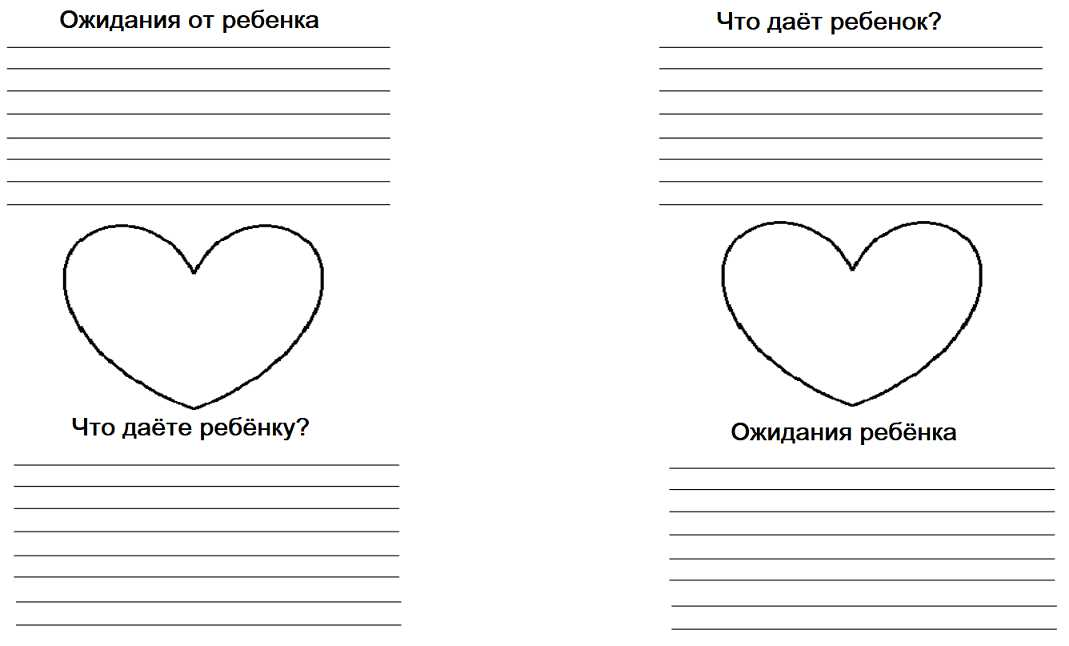 Ожидания от ребенка
Что даёт ребенок?
Что даёте ребёнку?
Ожидания ребёнка